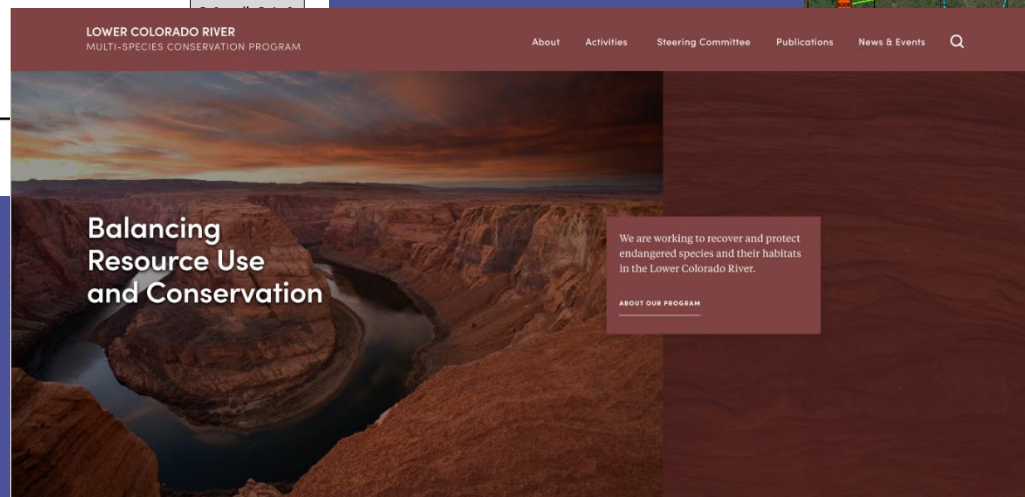 LOWER COLORADO RIVER
MULTI-SPECIES CONSERVATION PROGRAM
About Activities Steering Committee Publications News & Events
Balancing
Resource Use
and Conservation
We are working to recover and protect
endangered species and their habitats
in the Lower Colorado River.
ABOUT OUR PROGRAM